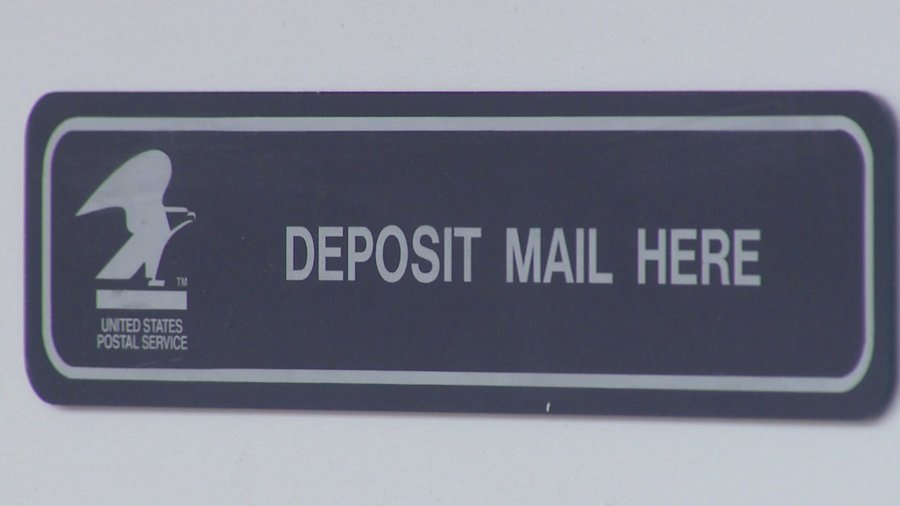 DEPOSIT MAIL HERE
TM
UNITED STATES
POSTAL SERVICE